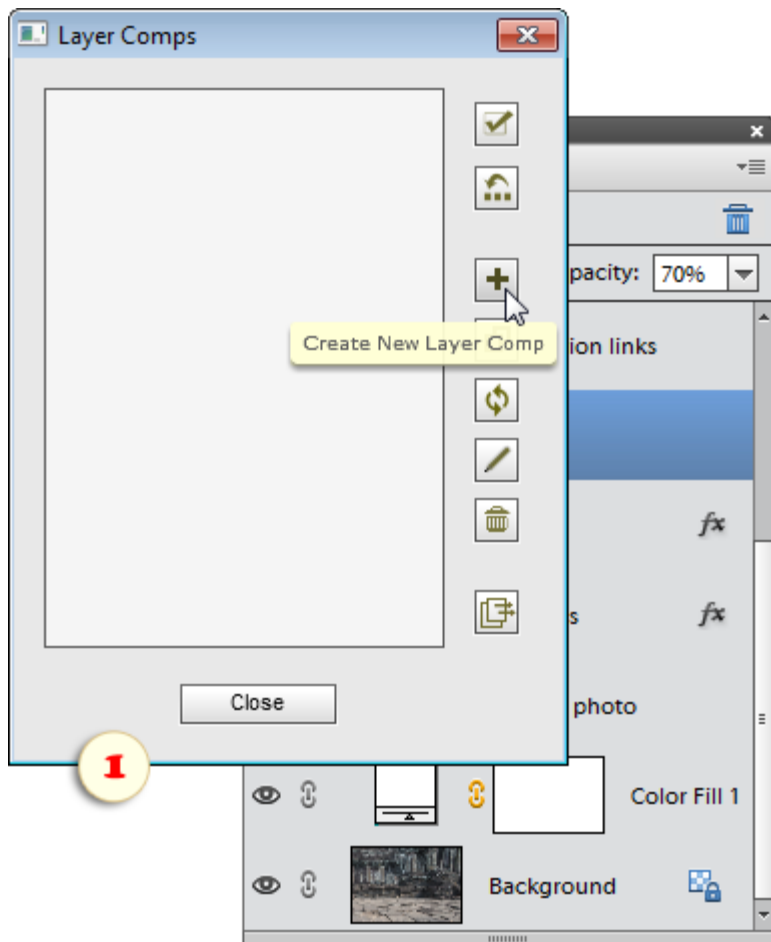 Layer Comps
pacity: 70%
Create New Layer Comp
ion links
fx
s fx
photo
Close
1
Color Fill 1
Background